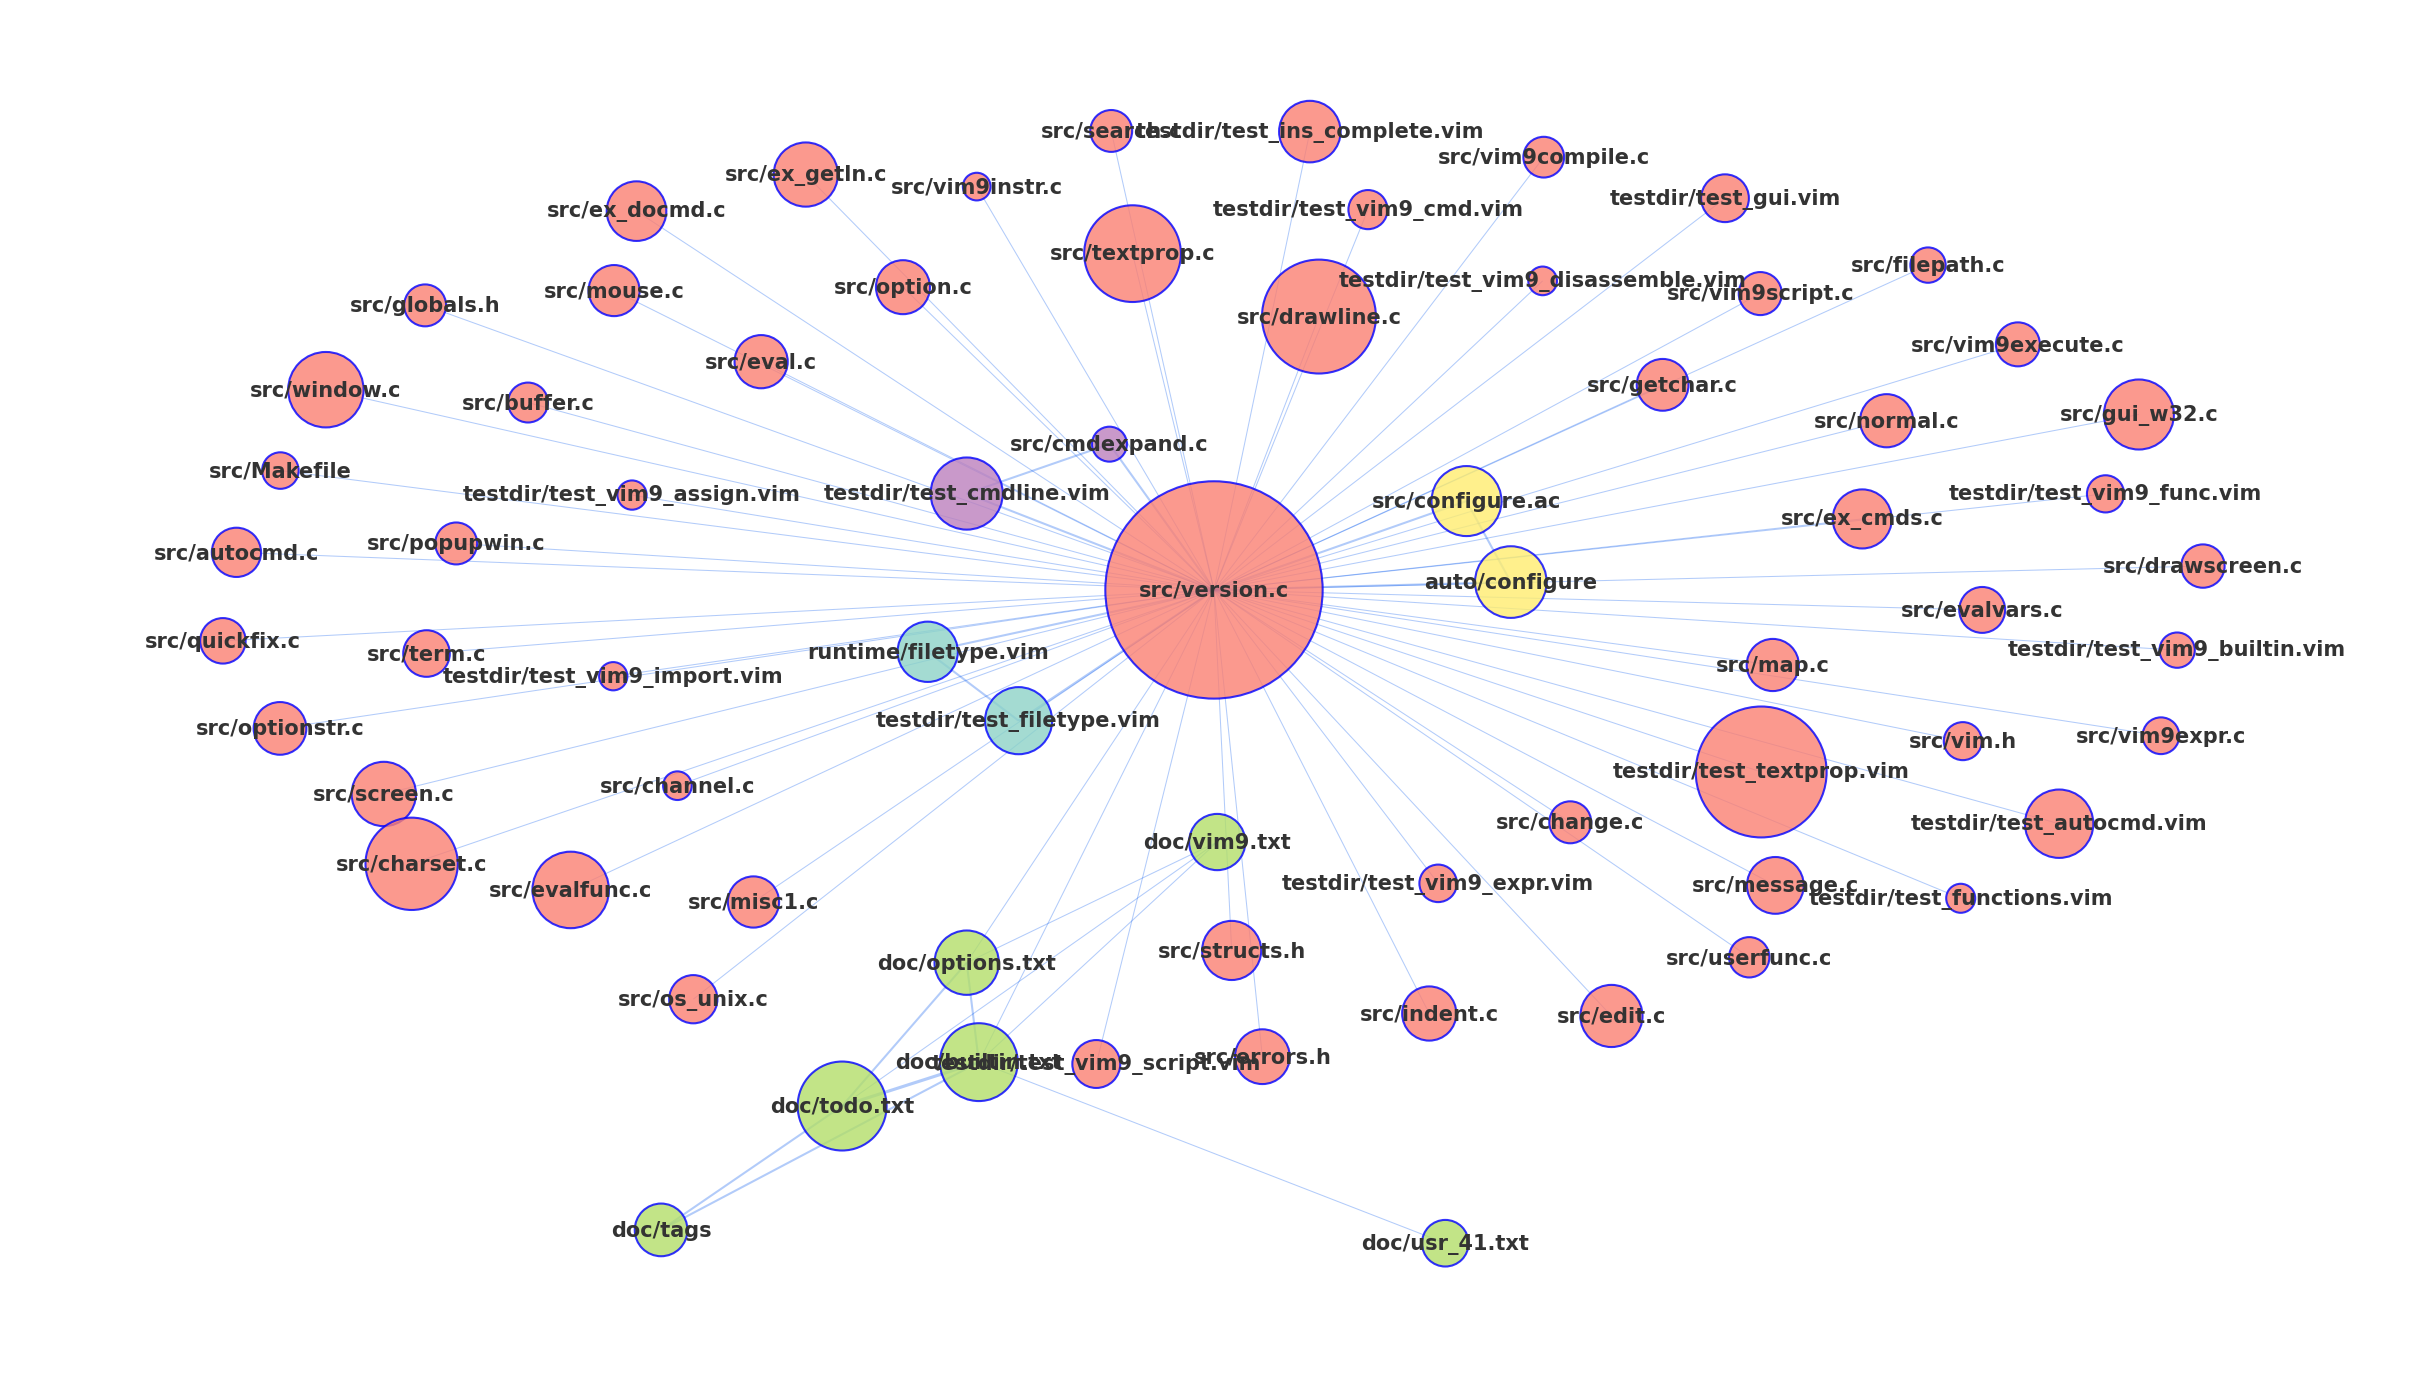 src/search.c
testdir/test_ins_complete.vim
src/vim9compile.c
src/ex_getln.c
src/vim9instr.c
testdir/test_gui.vim
src/ex_docmd.c
testdir/test_vim9_cmd.vim
src/textprop.c
src/filepath.c
src/mouse.c
src/option.c
testdir/test_vim9_disassemble.vim
src/vim9script.c
src/globals.h
src/drawline.c
src/vim9execute.c
src/eval.c
src/getchar.c
src/window.c
src/buffer.c
src/normal.c
src/gui_w32.c
src/cmdexpand.c
src/Makefile
testdir/test_vim9_assign.vim
testdir/test_cmdline.vim
src/configure.ac
testdir/test_vim9_func.vim
src/ex_cmds.c
src/autocmd.c
src/popupwin.c
src/drawscreen.c
auto/configure
src/version.c
src/evalvars.c
src/quickfix.c
src/term.c
runtime/filetype.vim
testdir/test_vim9_builtin.vim
src/map.c
testdir/test_vim9_import.vim
src/optionstr.c
testdir/test_filetype.vim
src/vim.h
src/vim9expr.c
testdir/test_textprop.vim
src/screen.c
src/channel.c
src/change.c
testdir/test_autocmd.vim
doc/vim9.txt
src/charset.c
src/evalfunc.c
testdir/test_vim9_expr.vim
src/message.c
src/misc1.c
testdir/test_functions.vim
doc/options.txt
src/structs.h
src/userfunc.c
src/os_unix.c
src/indent.c
src/edit.c
doc/builtin.txt
testdir/test_vim9_script.vim
src/errors.h
doc/todo.txt
doc/tags
doc/usr_41.txt